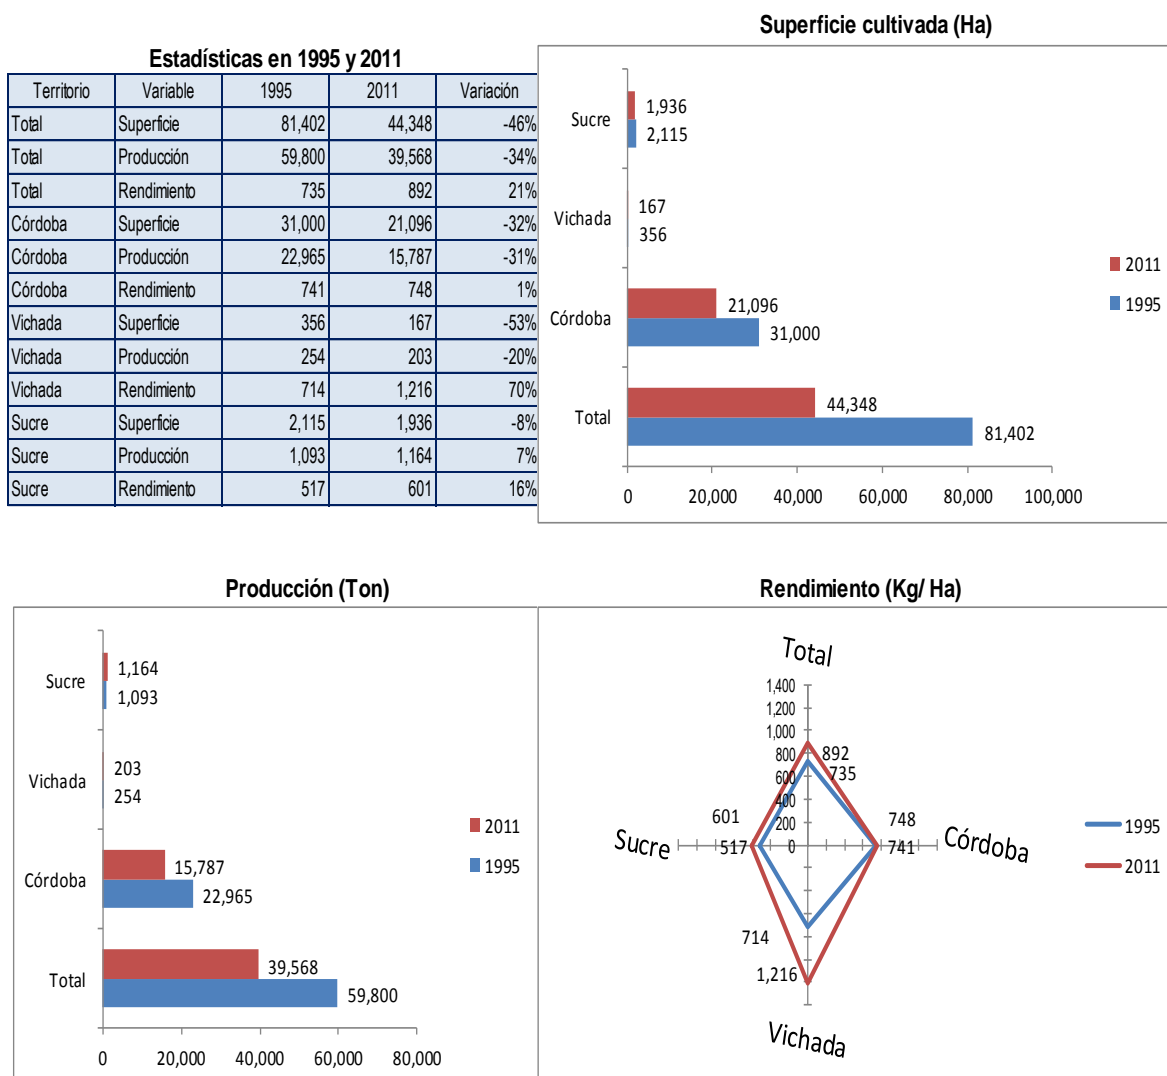 Estadísticas en 1995 y 2011
Territorio Variable 1995 2011 Variación
Total Superficie 81,402 44,348 -46%
Total Producción 59,800 39,568 -34%
Total Rendimiento 735 892 21%
Córdoba Superficie 31,000 21,096 -32%
Córdoba Producción 22,965 15,787 -31%
Córdoba Rendimiento 741 748 1%
Vichada Superficie 356 167 -53%
Vichada Producción 254 203 -20%
Vichada Rendimiento 714 1,216 70%
Sucre Superficie 2,115 1,936 -8%
Sucre Producción 1,093 1,164 7%
Sucre Rendimiento 517 601 16%
Superficie cultivada (Ha)
Sucre
1,936
2,115
Vichada
167
356
2011
Córdoba
21,096
31,000
1995
Total
44,348
81,402
0 20,000 40,000 60,000 80,000 100,000
Producción (Ton)
Sucre
1,164
1,093
Vichada
203
254
2011
Córdoba
15,787
22,965
1995
Total
39,568
59,800
0 20,000 40,000 60,000 80,000
Rendimiento (Kg/ Ha)
Total
1,400
1,200
1,000
800
600
400
200
0
892
735
601
517
Sucre
748
741
Córdoba
1995
2011
714
1,216
Vichada